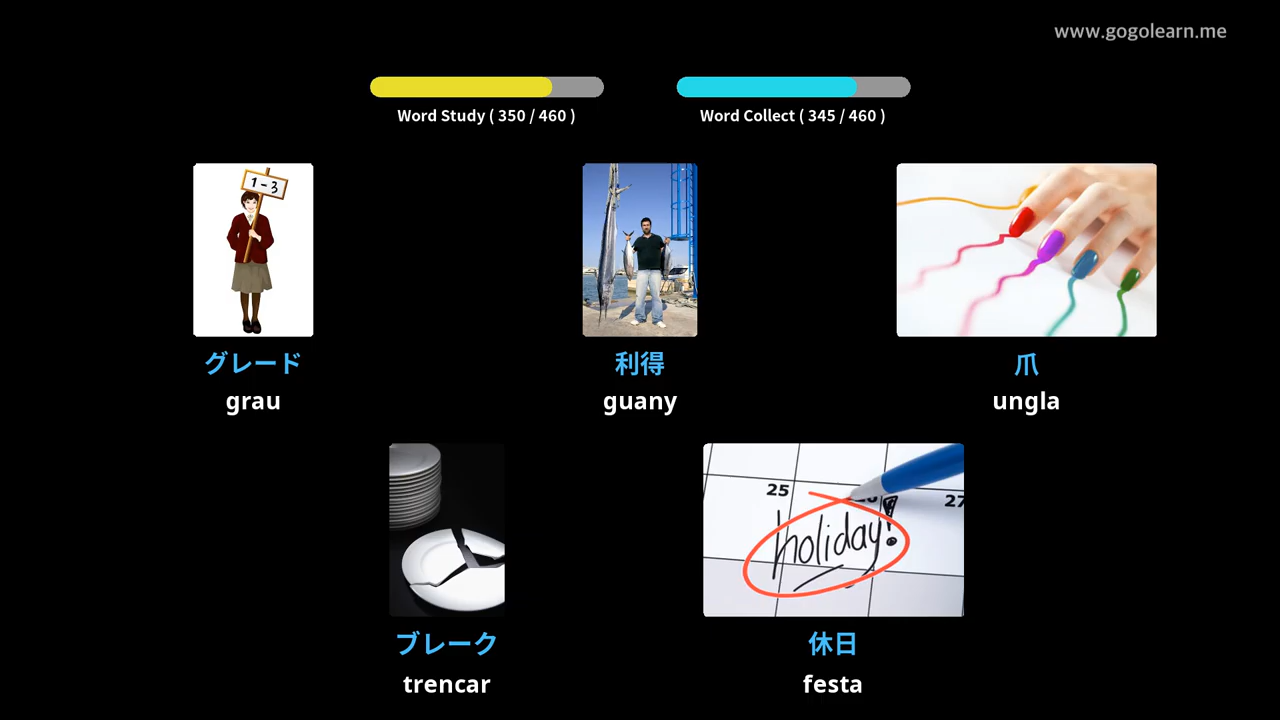 www.gogolearn.me
Word Study ( 350 / 460 )
Word Collect ( 345 / 460 )
1-3
グレード
grau
利得
guany
爪
ungla
25
27
holiday!
ブレーク
trencar
休日
festa